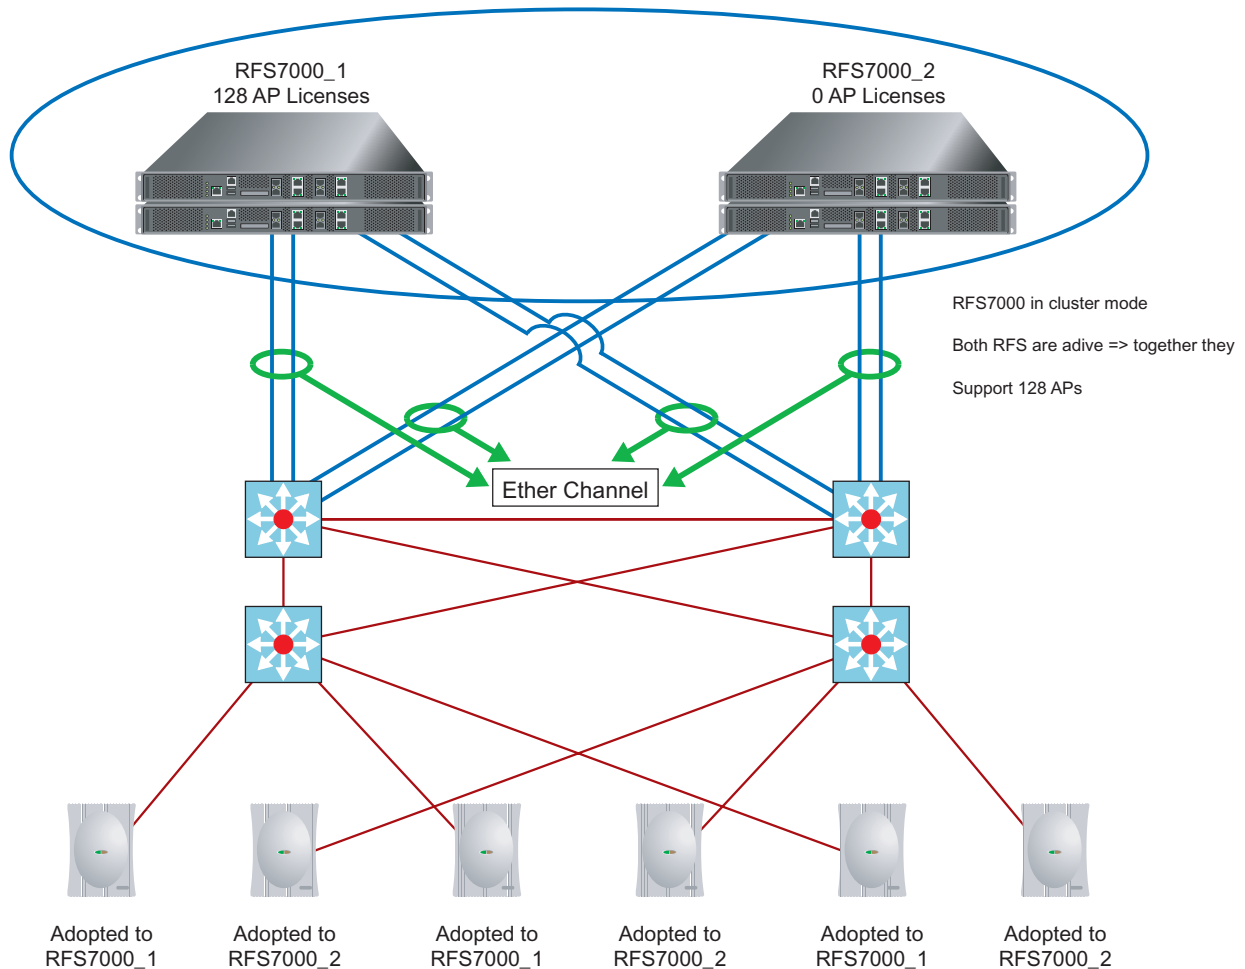 RFS7000_1
128 AP Licenses
RFS7000_2
0 AP Licenses
RFS7000 in cluster mode
Both RFS are adive => together they
Support 128 APs
Ether Channel
Adopted to
RFS7000_1
Adopted to
RFS7000_2
Adopted to
RFS7000_1
Adopted to
RFS7000_2
Adopted to
RFS7000_1
Adopted to
RFS7000_2